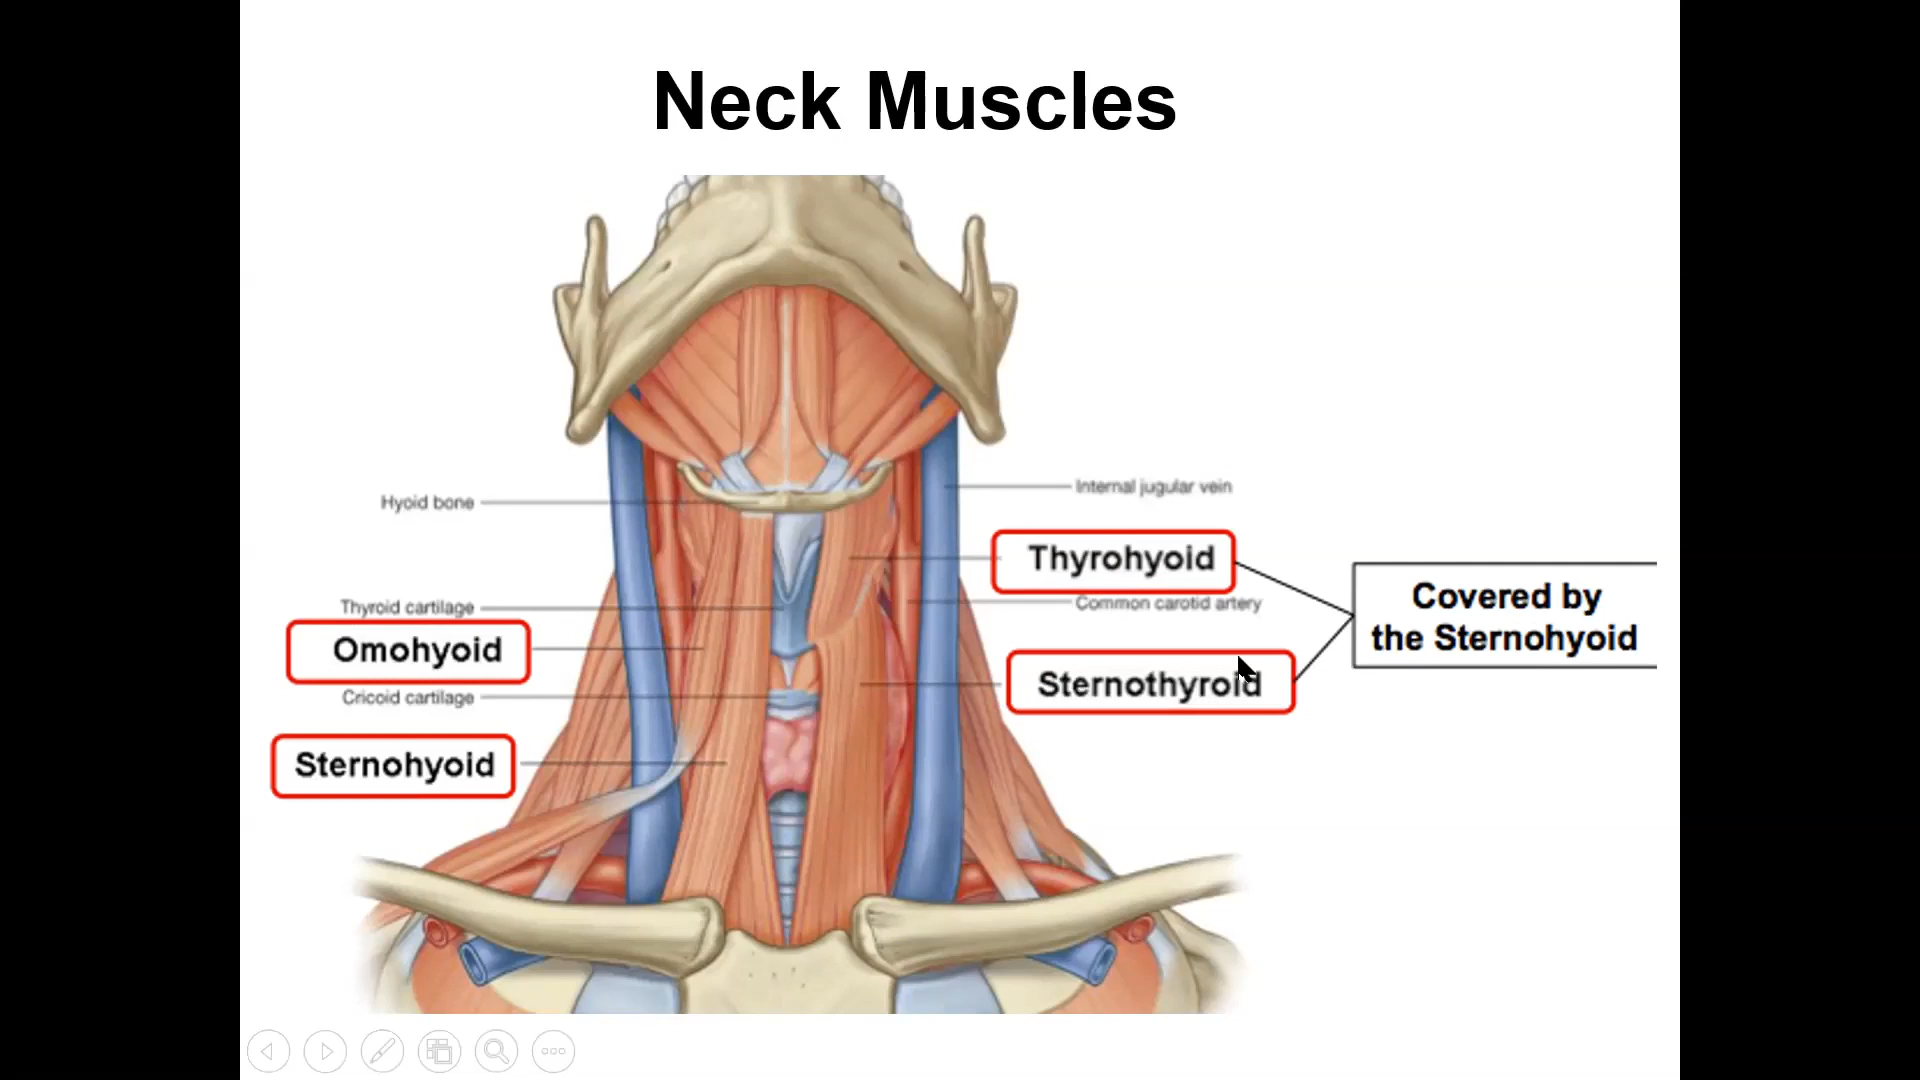 Neck Muscles
Hyoid bone
Internal jugular vein
Thyrohyoid
Thyroid cartilage
Common carotid artery
Omohyoid
Covered by
the Sternohyoid
Cricoid cartilage
Sternothyroid
Sternohyoid